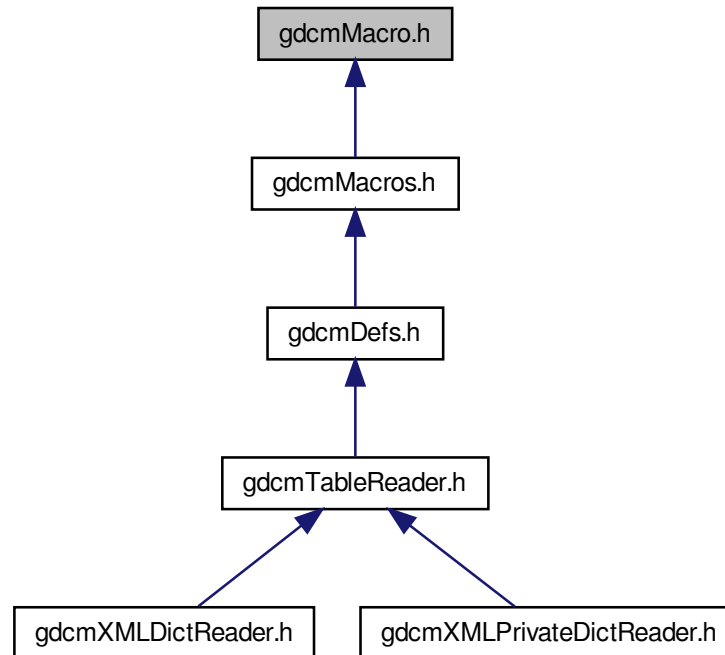 gdcmMacro.h
gdcmMacros.h
gdcmDefs.h
gdcmTableReader.h
gdcmXMLDictReader.h
gdcmXMLPrivateDictReader.h